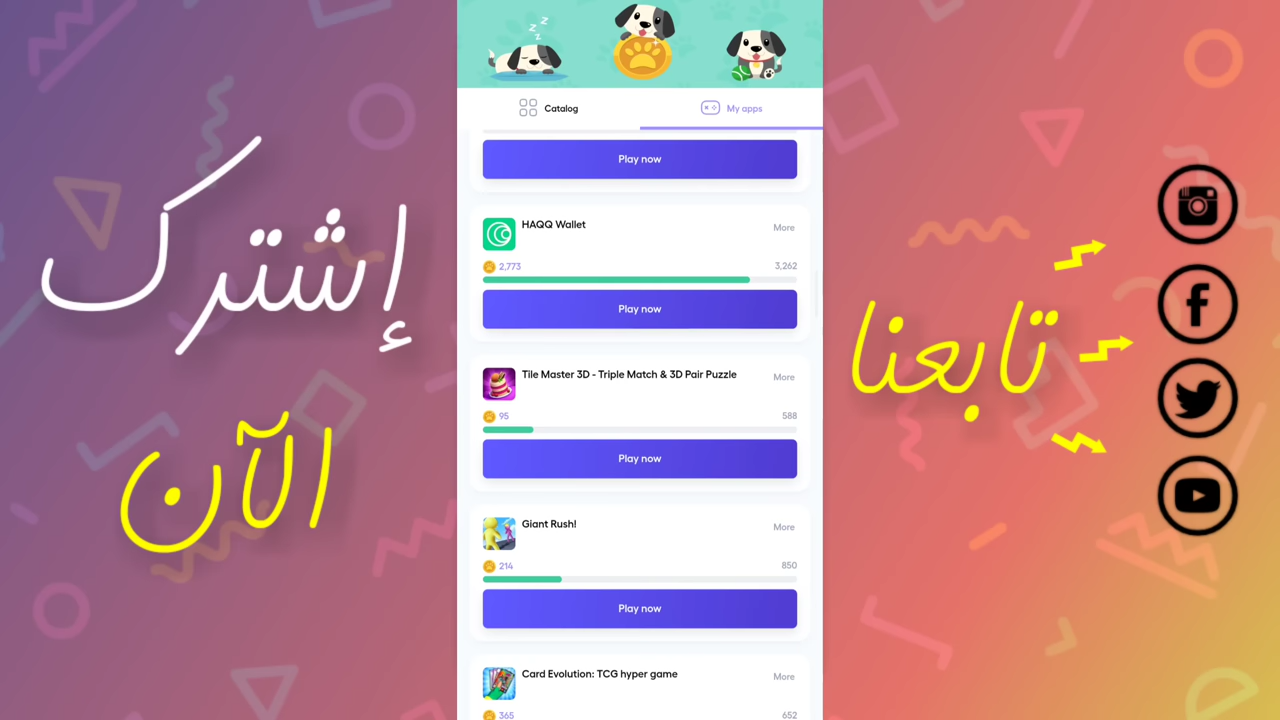 إشترك
الآن
z z z
Catalog
My apps
Play now
HAQQ Wallet
More
2,773
3,262
Play now
Tile Master 3D - Triple Match & 3D Pair Puzzle
More
95
588
Play now
Giant Rush!
More
214
850
Play now
Card Evolution: TCG hyper game
More
365
652
تابعنا